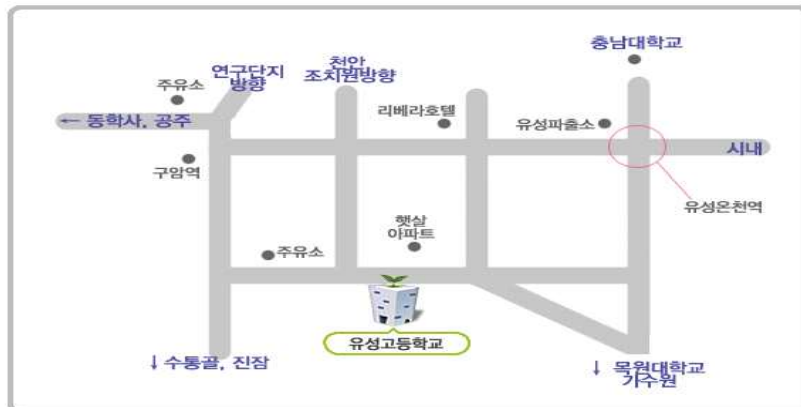 충남대학교
천안
조치원방향
연구단지
방향
주유소
리베라호텔
유성파출소
← 동학사, 공주
시내
구암역
유성온천역
햇살
아파트
주유소
유성고등학교
↓ 수통골, 진잠
↓ 목원대학교
가수원